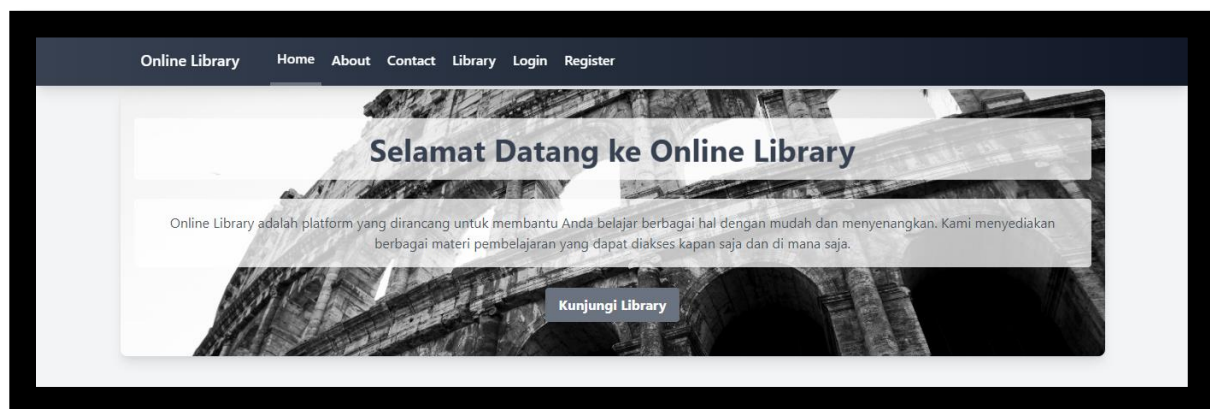 Online Library Home About Contact Library Login Register
Selamat Datang ke Online Library
Online Library adalah platform yang dirancang untuk membantu Anda belajar berbagai hal dengan mudah dan menyenangkan. Kami menyediakan
berbagai materi pembelajaran yang dapat diakses kapan saja dan di mana saja.
Kunjungi Library